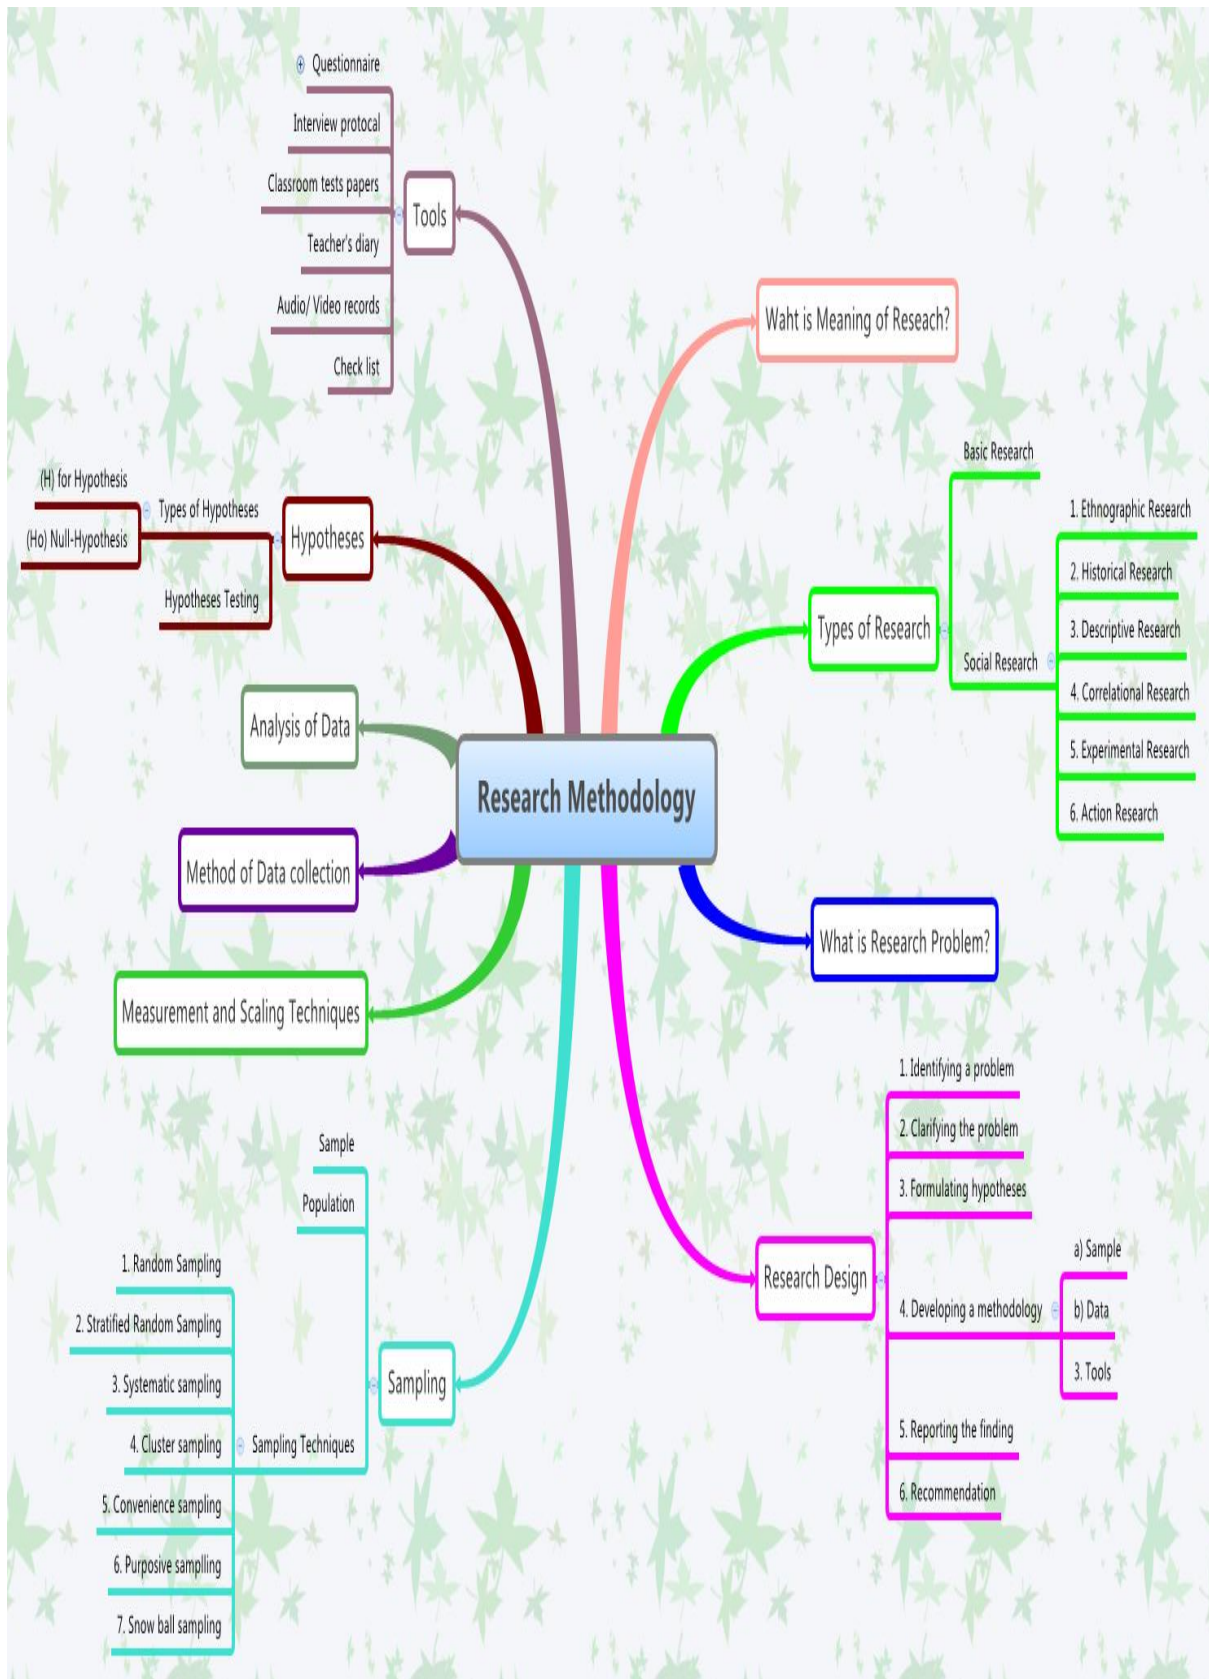 Research Methodology
Waht is Meaning of Reseach?
Types of Research
Basic Research
Social Research
1. Ethnographic Research
2. Historical Research
3. Descriptive Research
4. Correlational Research
5. Experimental Research
6. Action Research
What is Research Problem?
Research Design
1. Identifying a problem
2. Clarifying the problem
3. Formulating hypotheses
4. Developing a methodology
a) Sample
b) Data
3. Tools
5. Reporting the finding
6. Recommendation
Sampling
Sample
Population
Sampling Techniques
1. Random Sampling
2. Stratified Random Sampling
3. Systematic sampling
4. Cluster sampling
5. Convenience sampling
6. Purposive samplling
7. Snow ball sampling
Measurement and Scaling Techniques
Method of Data collection
Analysis of Data
Hypotheses
Types of Hypotheses
(H) for Hypothesis
(Ho) Null-Hypothesis
Hypotheses Testing
Tools
Questionnaire
Interview protocal
Classroom tests papers
Teacher's diary
Audio/ Video records
Check list